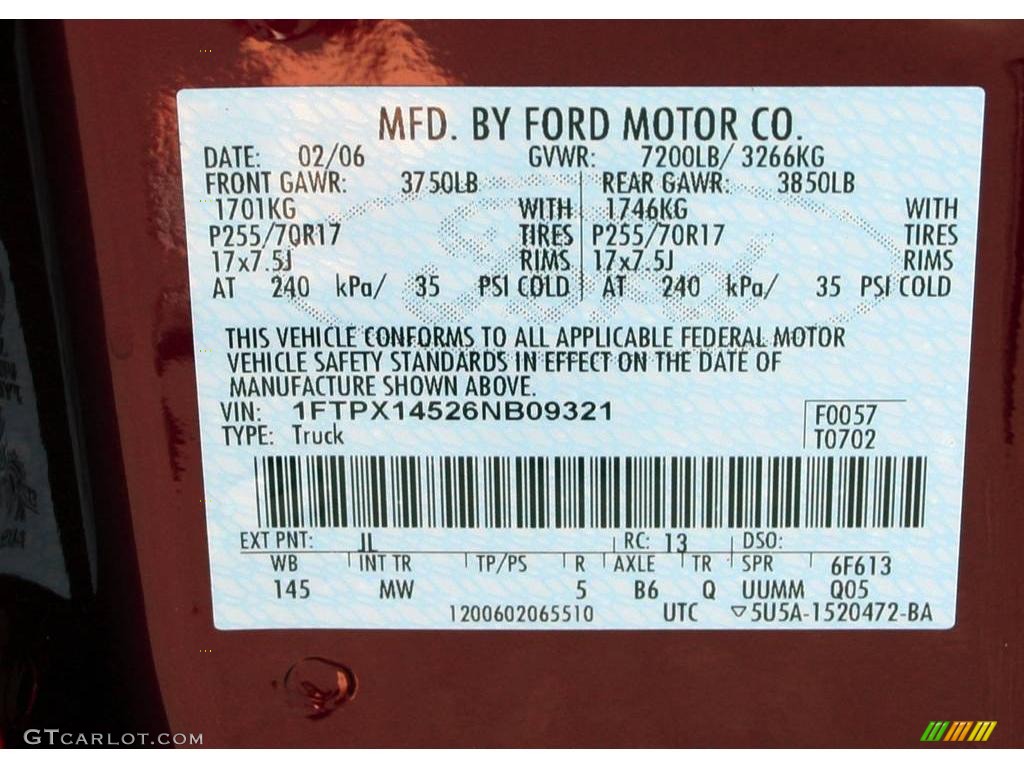 MFD. BY FORD MOTOR CO.
DATE: 02/06 GVWR: 7200LB/ 3266KG
FRONT GAWR: 3750LB REAR GAWR: 3850LB
1701KG WITH 1746KG WITH
P255/70R17 TIRES P255/70R17 TIRES
17x7.5J RIMS 17x7.5J RIMS
AT 240 kPa/ 35 PSI COLD AT 240 kPa/ 35 PSI COLD
THIS VEHICLE CONFORMS TO ALL APPLICABLE FEDERAL MOTOR
VEHICLE SAFETY STANDARDS IN EFFECT ON THE DATE OF
MANUFACTURE SHOWN ABOVE.
VIN: 1FTPX14526NB09321 F0057
TYPE: Truck T0702
EXT PNT: JL RC: 13 DSO:
WB INT TR TP/PS R AXLE TR SPR 6F613
145 MW 5 B6 Q UUMM Q05
1200602065510 UTC ▽5U5A-1520472-BA
GTCARLOT.COM